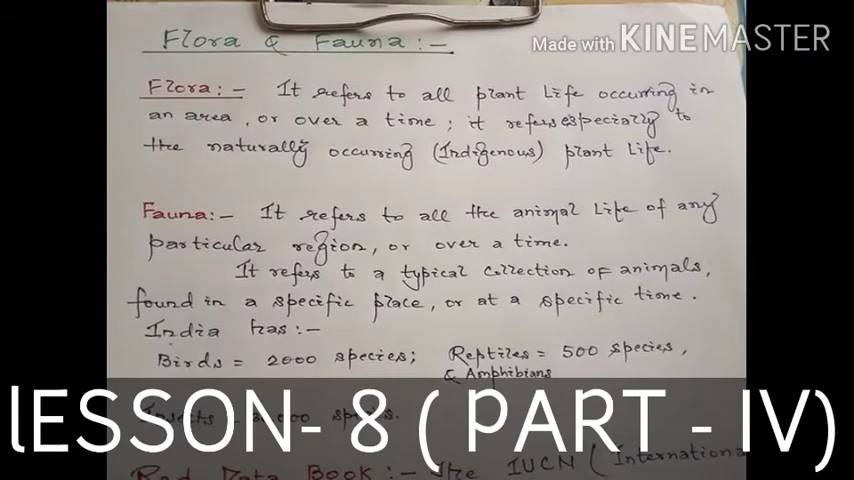 Flora & Fauna :-
Made with KINEMASTER
Flora :- It refers to all plant life occurring in
an area, or over a time; it refers especially to
the naturally occurring (Indigenous) plant life.
Fauna :- It refers to all the animal life of any
particular region, or over a time.
It refers to a typical collection of animals,
found in a specific place, or at a specific time.
India has :-
Birds = 2000 species; Reptiles = 500 species,
& Amphibians
Insects species.
lESSON- 8 ( PART - IV)
Red Data Book :- The IUCN (Internationa